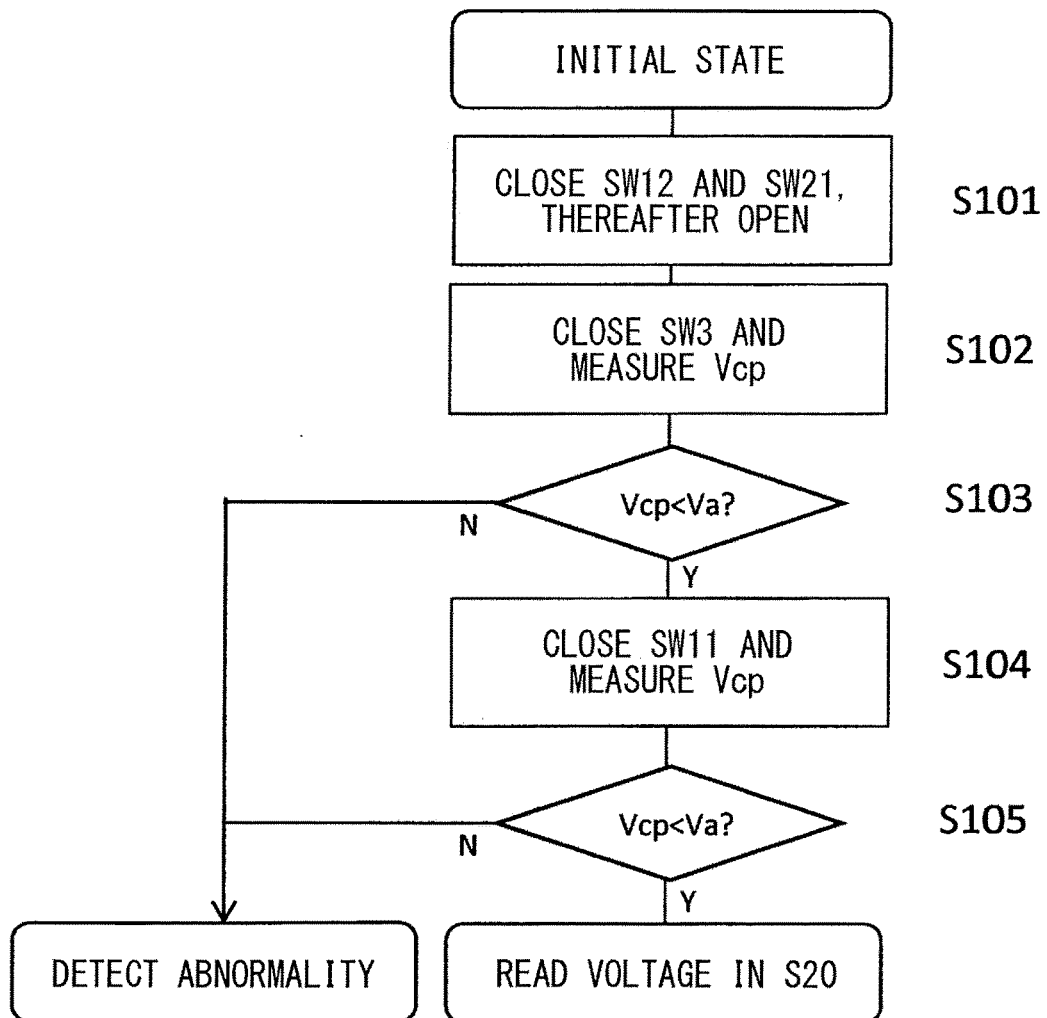 INITIAL STATE
CLOSE SW12 AND SW21,
THEREAFTER OPEN
S101
CLOSE SW3 AND
MEASURE Vcp
S102
Vcp<Va?
S103
N
Y
CLOSE SW11 AND
MEASURE Vcp
S104
Vcp<Va?
S105
N
Y
DETECT ABNORMALITY
READ VOLTAGE IN S20